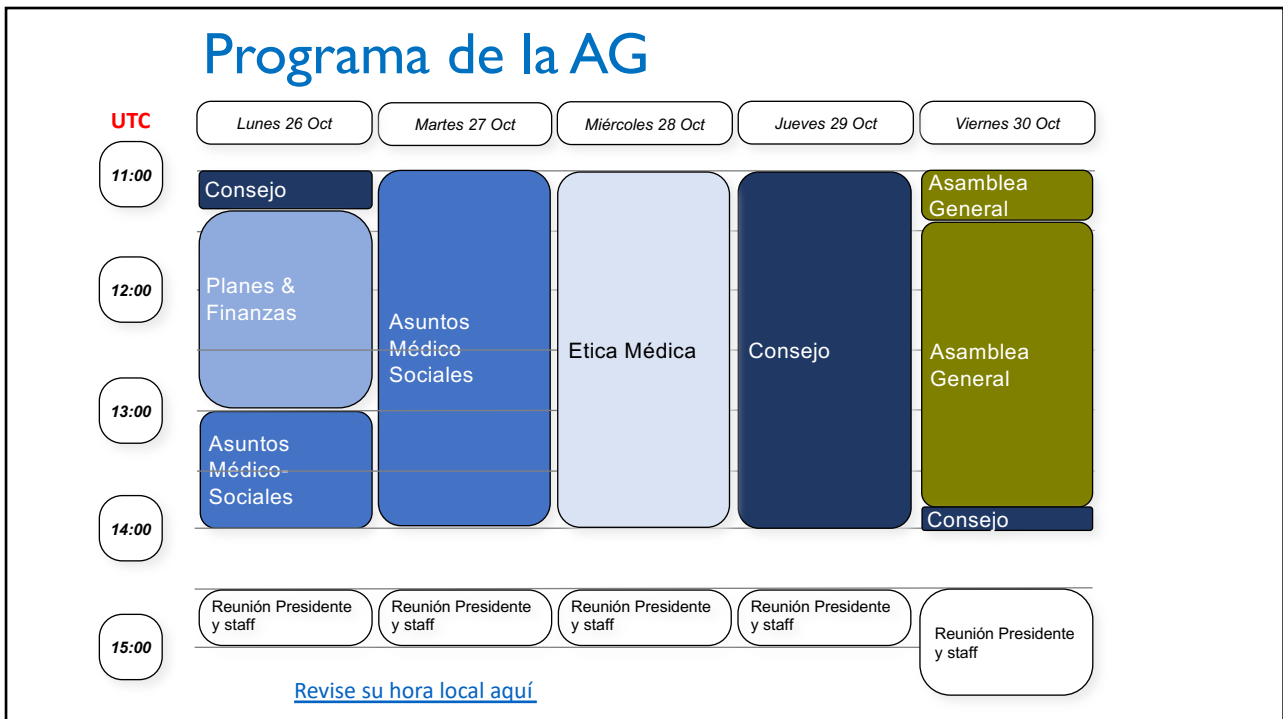 Programa de la AG
UTC
Lunes 26 Oct
Martes 27 Oct
Miércoles 28 Oct
Jueves 29 Oct
Viernes 30 Oct
11:00
Consejo
Asamblea
General
12:00
Planes &
Finanzas
Asuntos
Médico
Sociales
Etica Médica
Consejo
Asamblea
General
13:00
Asuntos
Médico-
Sociales
14:00
Consejo
Reunión Presidente
y staff
Reunión Presidente
y staff
Reunión Presidente
y staff
Reunión Presidente
y staff
Reunión Presidente
y staff
15:00
Revise su hora local aquí